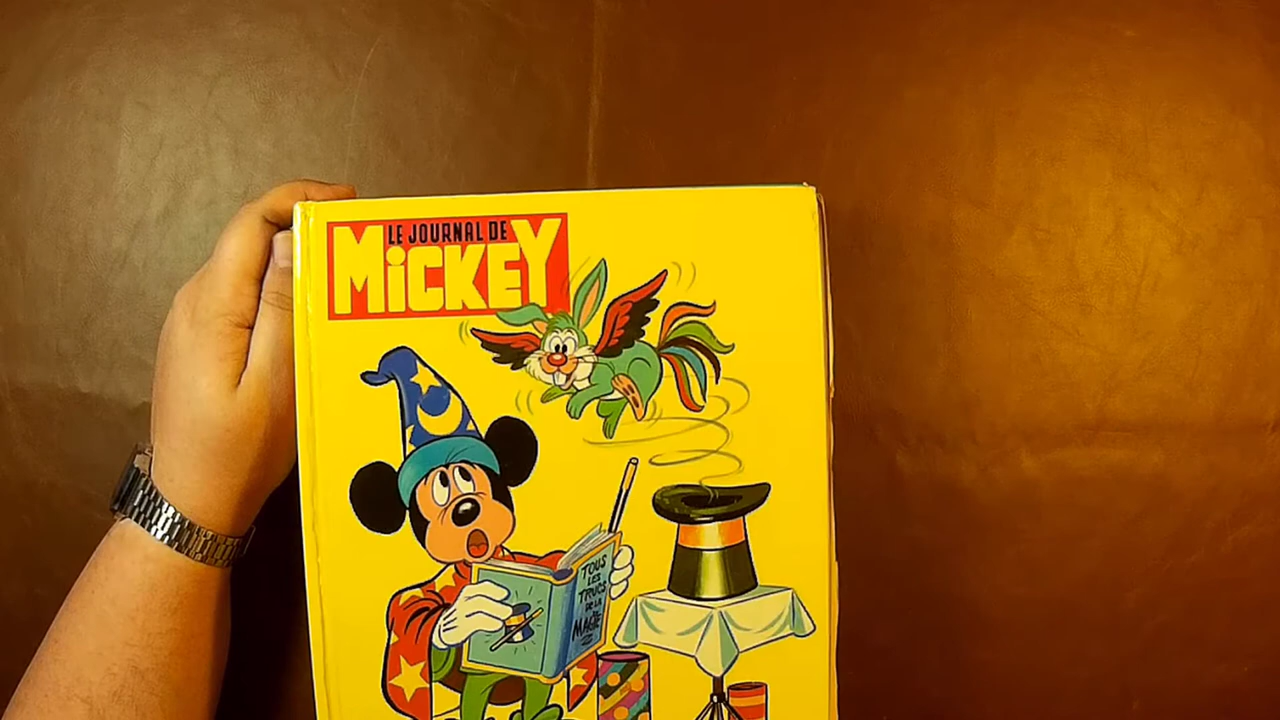 LE JOURNAL DE
MiCKEY
TOUS
LES
TRUCS
DE LA
MAGIE